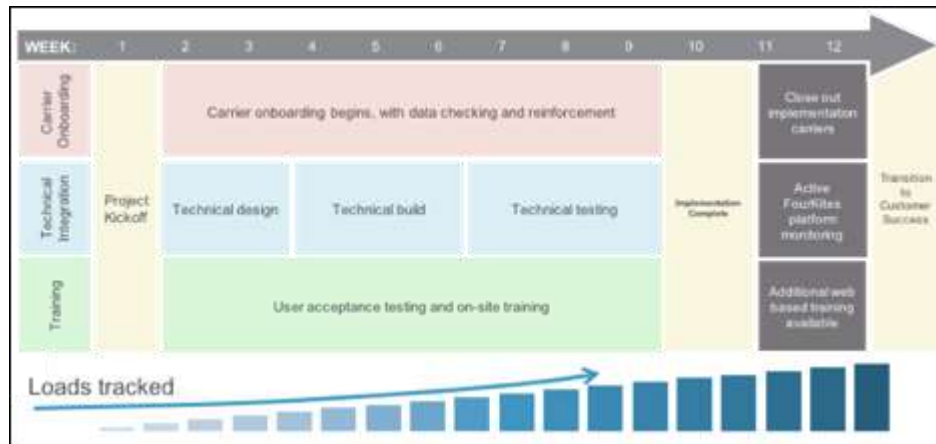 WEEK: 1 2 3 4 5 6 7 8 9 10 11 12
Carrier
Onboarding
Carrier onboarding begins, with data checking and reinforcement
Close out
implementation
carriers
Technical
Integration
Project
Kickoff
Technical design
Technical build
Technical testing
Implementation
Complete
Active
FourKites
platform
monitoring
Transition
to
Customer
Success
Training
User acceptance testing and on-site training
Additional web
based training
available
Loads tracked